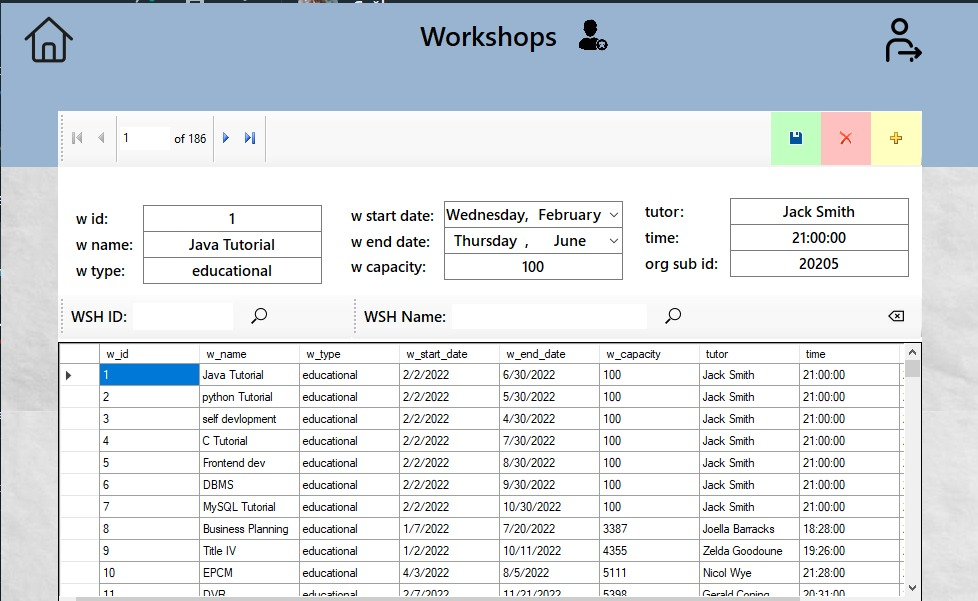 Workshops
1 of 186
w id: 1
w name: Java Tutorial
w type: educational
w start date: Wednesday, February
w end date: Thursday , June
w capacity: 100
tutor: Jack Smith
time: 21:00:00
org sub id: 20205
WSH ID: WSH Name:
w_id w_name w_type w_start_date w_end_date w_capacity tutor time
1 Java Tutorial educational 2/2/2022 6/30/2022 100 Jack Smith 21:00:00
2 python Tutorial educational 2/2/2022 5/30/2022 100 Jack Smith 21:00:00
3 self devlopment educational 2/2/2022 4/30/2022 100 Jack Smith 21:00:00
4 C Tutorial educational 2/2/2022 7/30/2022 100 Jack Smith 21:00:00
5 Frontend dev educational 2/2/2022 8/30/2022 100 Jack Smith 21:00:00
6 DBMS educational 2/2/2022 9/30/2022 100 Jack Smith 21:00:00
7 MySQL Tutorial educational 2/2/2022 10/30/2022 100 Jack Smith 21:00:00
8 Business Planning educational 1/7/2022 7/20/2022 3387 Joella Barracks 18:28:00
9 Title IV educational 1/2/2022 10/11/2022 4355 Zelda Goodoune 19:26:00
10 EPCM educational 4/3/2022 8/5/2022 5111 Nicol Wye 21:28:00
11 DVR educational 2/7/2022 11/21/2022 5398 Gerald Coning 20:31:00